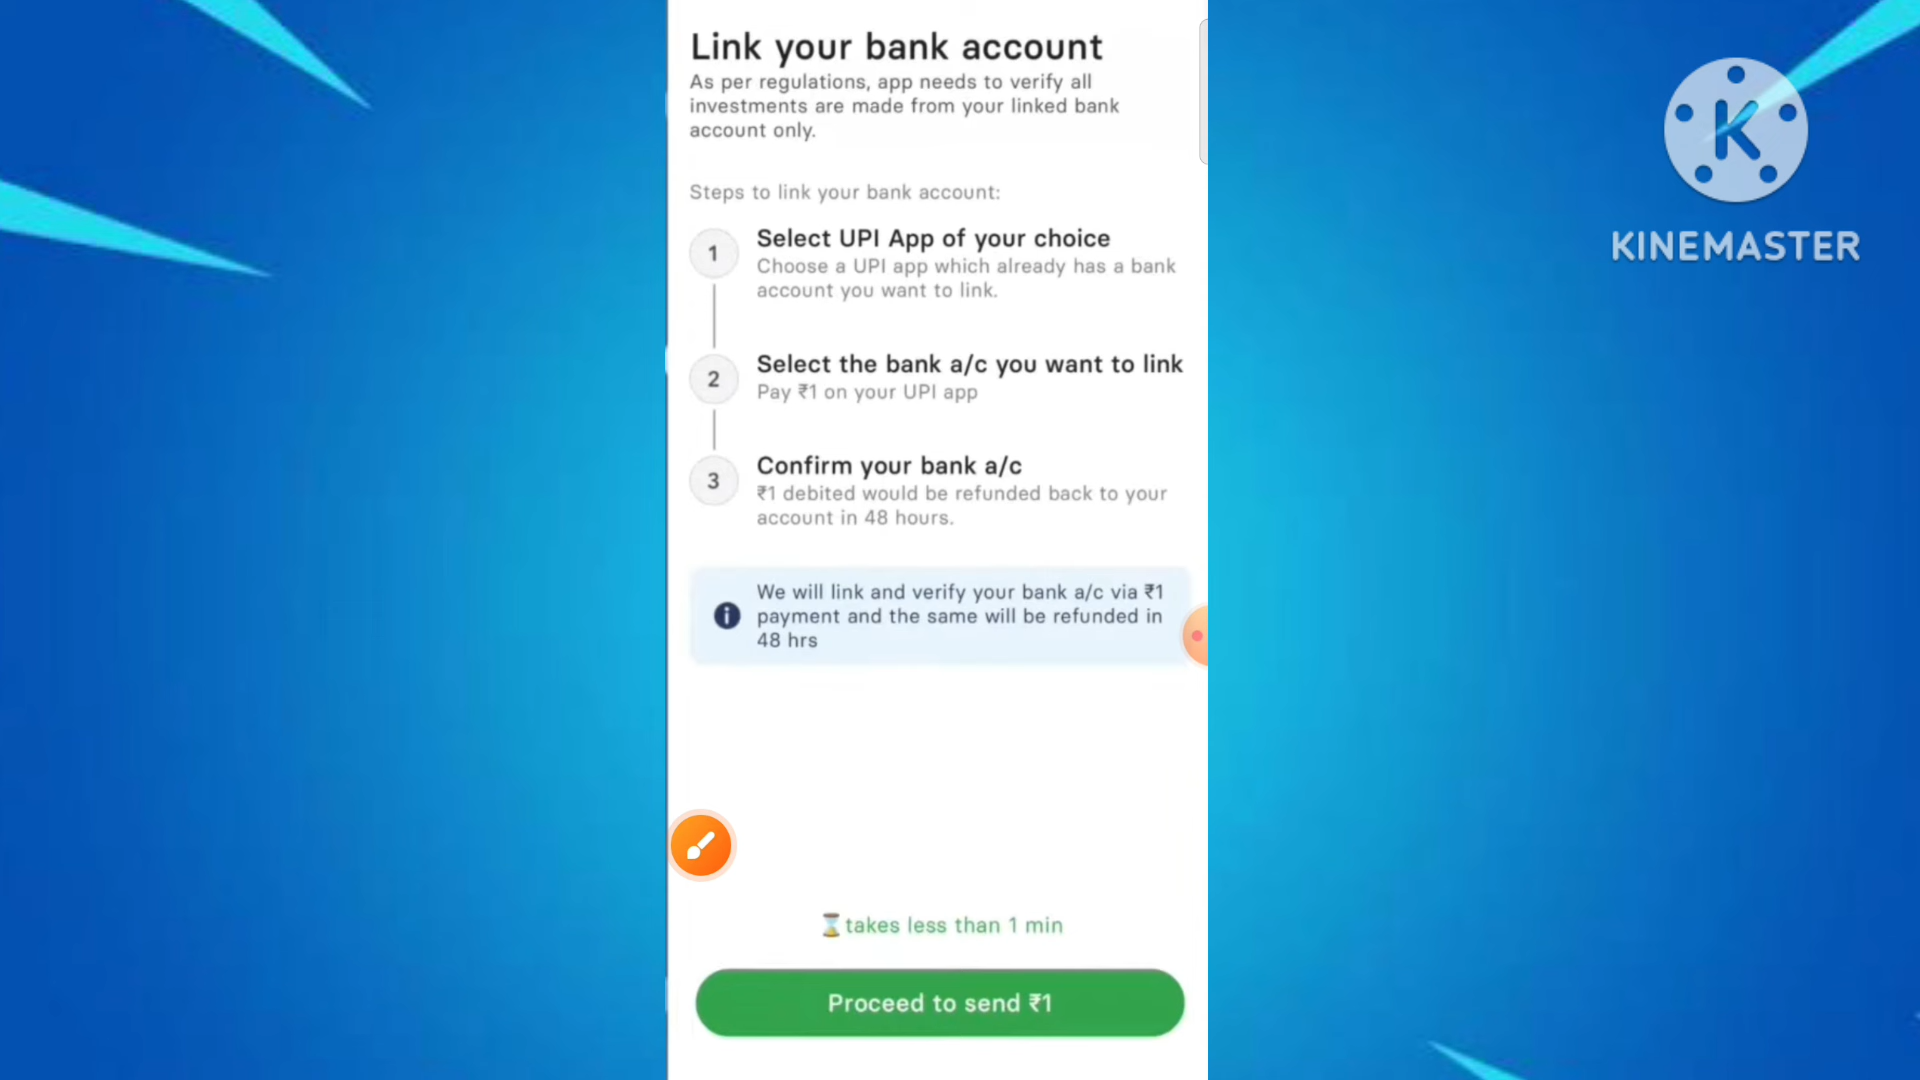 Link your bank account
As per regulations, app needs to verify all
investments are made from your linked bank
account only.
Steps to link your bank account:
1
Select UPI App of your choice
Choose a UPI app which already has a bank
account you want to link.
2
Select the bank a/c you want to link
Pay ₹1 on your UPI app
3
Confirm your bank a/c
₹1 debited would be refunded back to your
account in 48 hours.
We will link and verify your bank a/c via ₹1
payment and the same will be refunded in
48 hrs
takes less than 1 min
Proceed to send ₹1
K
KINEMASTER